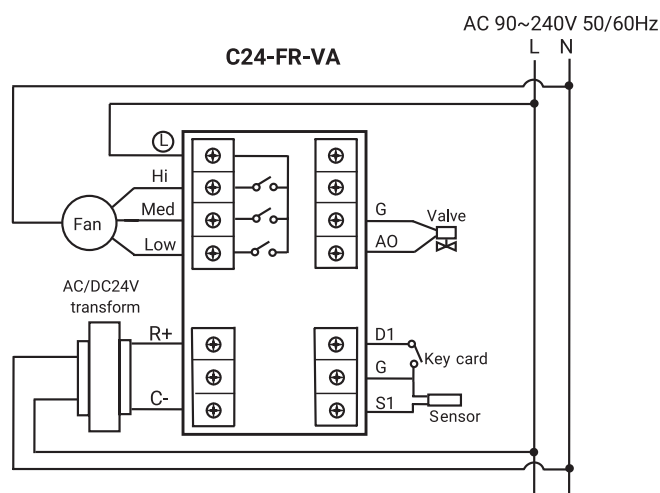 AC 90~240V 50/60Hz
L N
C24-FR-VA
L
Hi
Med
Low
Fan
G
AO
Valve
AC/DC24V
transform
R+
C-
D1
G
S1
Key card
Sensor